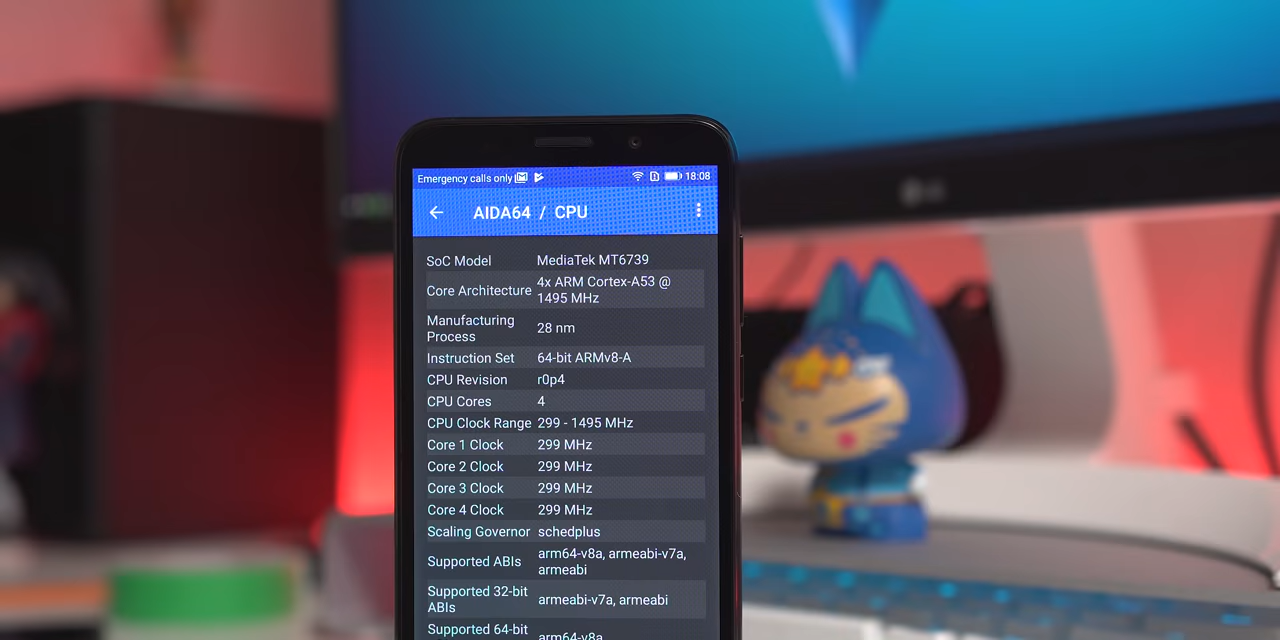 Emergency calls only 18:08
AIDA64 / CPU
SoC Model MediaTek MT6739
Core Architecture 4x ARM Cortex-A53 @
1495 MHz
Manufacturing
Process 28 nm
Instruction Set 64-bit ARMv8-A
CPU Revision r0p4
CPU Cores 4
CPU Clock Range 299 - 1495 MHz
Core 1 Clock 299 MHz
Core 2 Clock 299 MHz
Core 3 Clock 299 MHz
Core 4 Clock 299 MHz
Scaling Governor schedplus
Supported ABIs arm64-v8a, armeabi-v7a,
armeabi
Supported 32-bit
ABIs armeabi-v7a, armeabi
Supported 64-bit arm64-v8a
LG